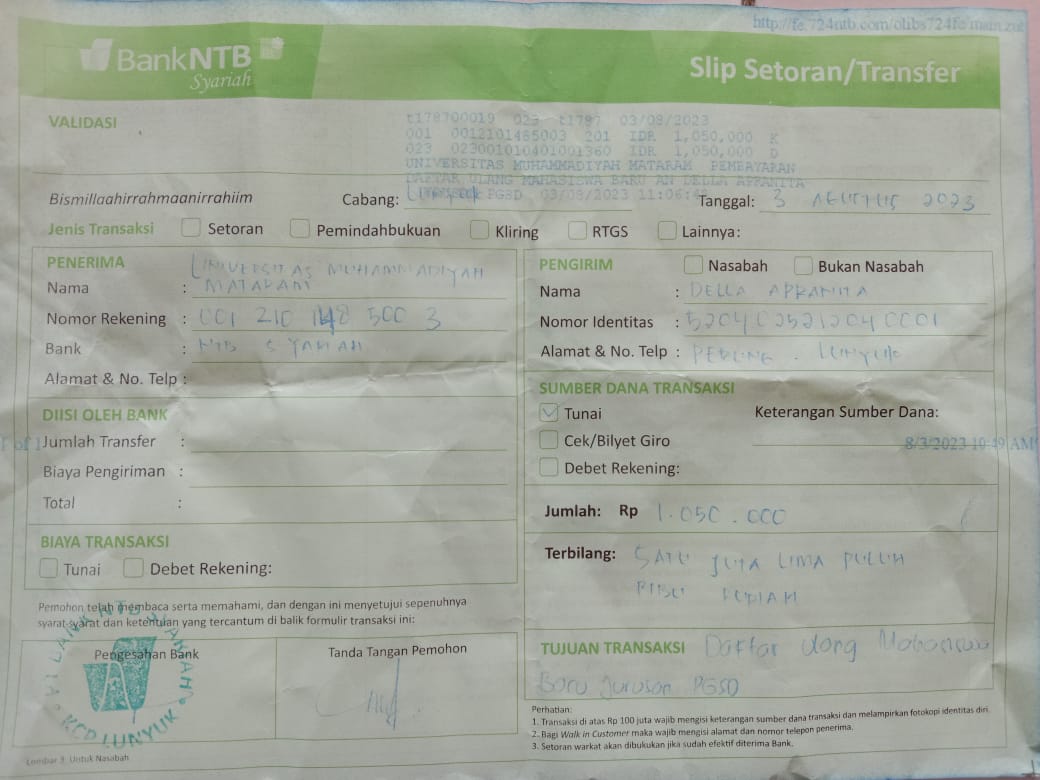 http://fe.724ntb.com/olibs724fe/main.zul
BankNTB
Syariah
Slip Setoran/Transfer
VALIDASI
t178700019 023 t1787 03/08/2023
001 0012101485003 201 IDR 1,050,000 K
023 023001010401001360 IDR 1,050,000 D
UNIVERSITAS MUHAMMADIYAH MATARAM PEMBAYARAN
DAFTAR ULANG MAHASISWA BARU AN DELLA APRANITA
PGSD 03/08/2023 11:06:
Bismillaahirrahmaanirrahiim
Cabang: Lunyuk
Tanggal: 3 AGUSTUS 2023
Jenis Transaksi Setoran Pemindahbukuan Kliring RTGS Lainnya:
PENERIMA
Nama : UNIVERSITAS MUHAMMADIYAH
MATARAM
Nomor Rekening : 001 210 148 500 3
Bank : NTB SYARIAH
Alamat & No. Telp :
PENGIRIM Nasabah Bukan Nasabah
Nama : DELLA APRANITA
Nomor Identitas : 5204025212040001
Alamat & No. Telp : LUNYUK
DIISI OLEH BANK
Jumlah Transfer :
Biaya Pengiriman :
Total :
SUMBER DANA TRANSAKSI
Tunai Keterangan Sumber Dana:
Cek/Bilyet Giro
Debet Rekening:
1 of 1
8/3/2023 10:49 AM
Jumlah: Rp 1.050.000
Terbilang: SATU JUTA LIMA PULUH
RIBU RUPIAH
BIAYA TRANSAKSI
Tunai Debet Rekening:
Pemohon telah membaca serta memahami, dan dengan ini menyetujui sepenuhnya
syarat-syarat dan ketentuan yang tercantum di balik formulir transaksi ini:
Pengesahan Bank
Tanda Tangan Pemohon
BANK NTB SYARIAH
KCP LUNYUK
TUJUAN TRANSAKSI Daftar Ulang Mahasiswa
Baru Jurusan PGSD
Perhatian:
1. Transaksi di atas Rp 100 juta wajib mengisi keterangan sumber dana transaksi dan melampirkan fotokopi identitas diri.
2. Bagi Walk in Customer maka wajib mengisi alamat dan nomor telepon penerima.
3. Setoran warkat akan dibukukan jika sudah efektif diterima Bank.
Lembar 3. Untuk Nasabah